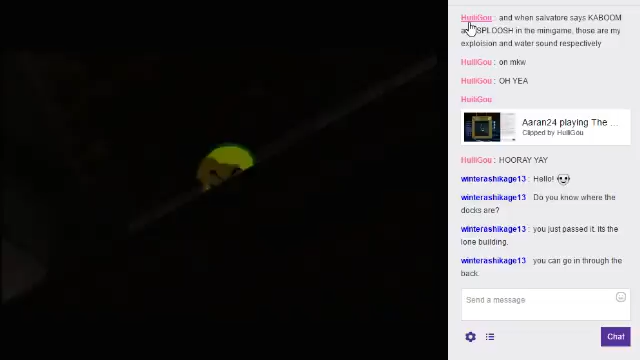 HulliGou : and when salvatore says KABOOM
SPLOOSH in the minigame, those are my
exploision and water sound respectively
HulliGou : on mkw
HulliGou : OH YEA
HulliGou
Aaran24 playing The ...
Clipped by HulliGou
HulliGou : HOORAY YAY
winterashikage13 : Hello!
winterashikage13 : Do you know where the
docks are?
winterashikage13 : you just passed it. its the
lone building.
winterashikage13 : you can go in through the
back.
Send a message
Chat